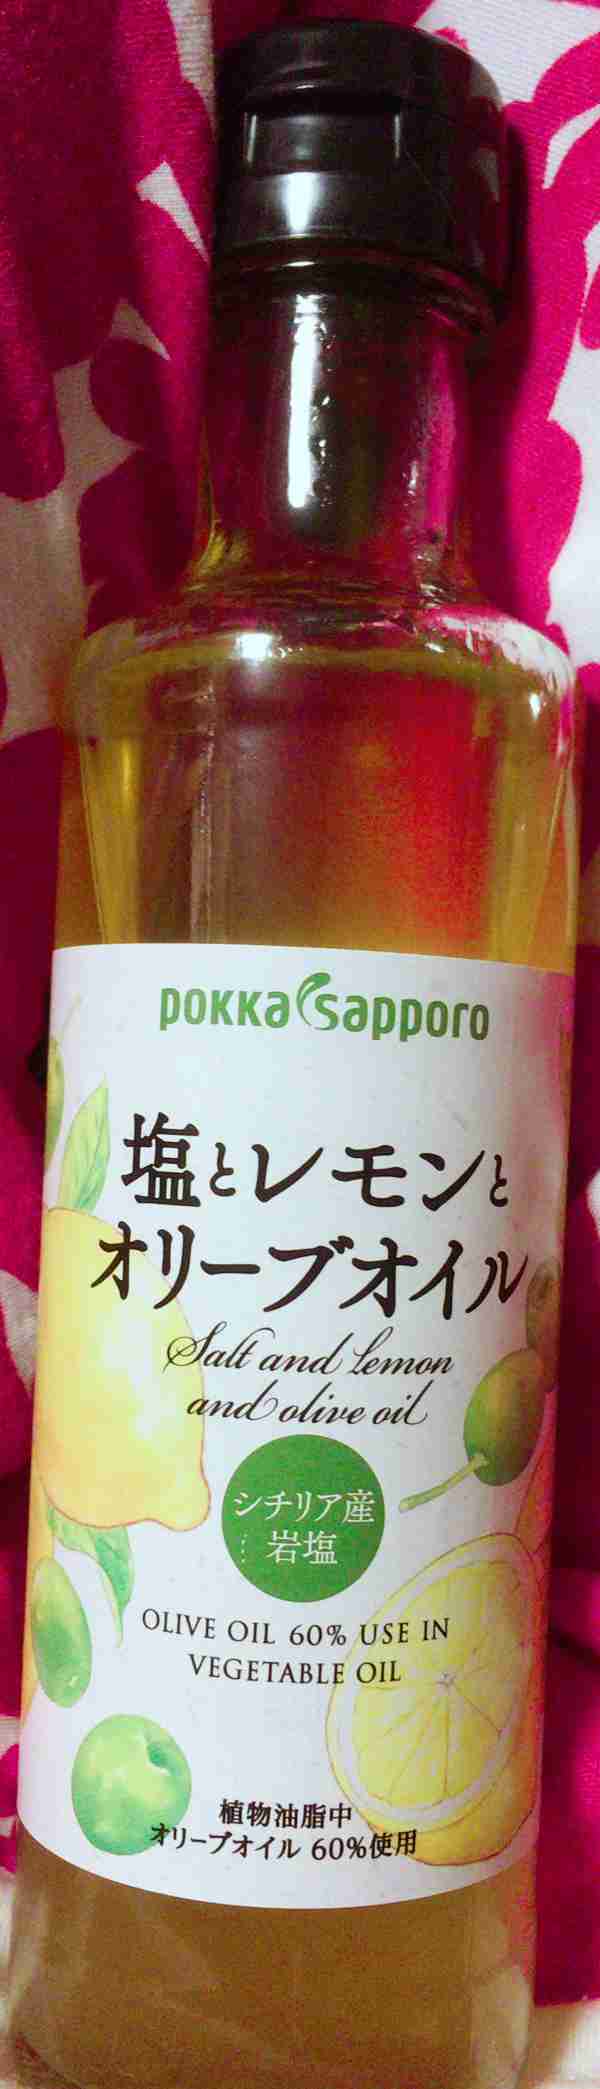 pokka sapporo
塩とレモンと
オリーブオイル
Salt and Lemon
and olive oil
シチリア産
岩塩
OLIVE OIL 60% USE IN
VEGETABLE OIL
植物油脂中
オリーブオイル 60%使用